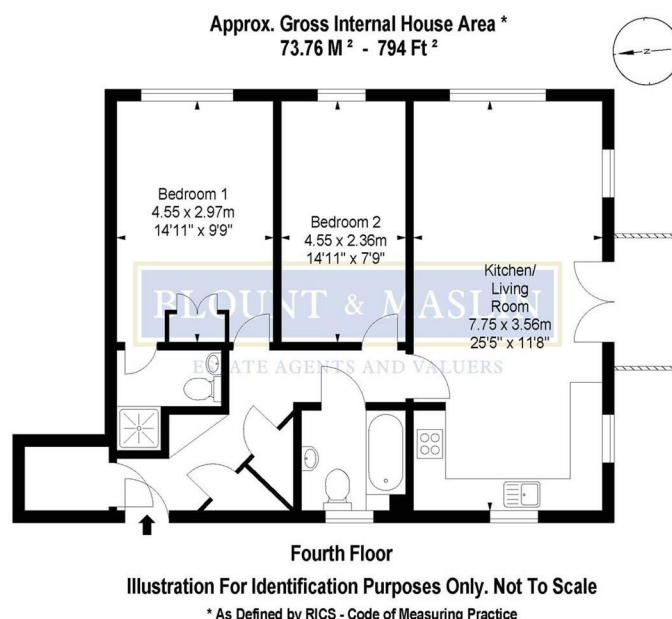 Approx. Gross Internal House Area *
73.76 M ² - 794 Ft ²
N
Bedroom 1
4.55 x 2.97m
14'11" x 9'9"
Bedroom 2
4.55 x 2.36m
14'11" x 7'9"
Kitchen/
Living
Room
7.75 x 3.56m
25'5" x 11'8"
BLOUNT & MASLIN
ESTATE AGENTS AND VALUERS
Fourth Floor
Illustration For Identification Purposes Only. Not To Scale
* As Defined by RICS - Code of Measuring Practice